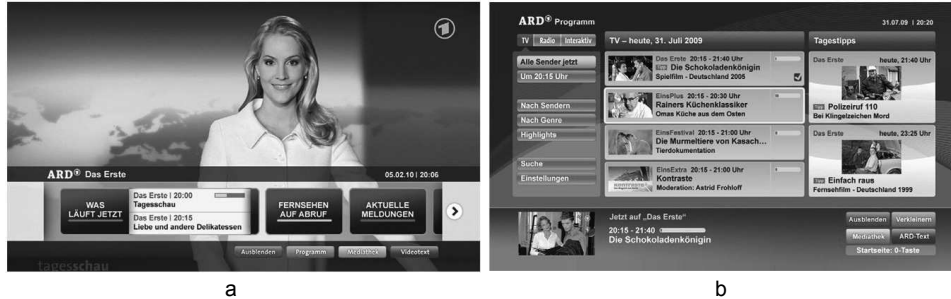 ARD® Das Erste
05.02.10 | 20:06
WAS
LÄUFT JETZT
Das Erste | 20:00
Tagesschau
Das Erste | 20:15
Liebe und andere Delikatessen
FERNSEHEN
AUF ABRUF
AKTUELLE
MELDUNGEN
Ausblenden
Programm
Mediathek
Videotext
tagesschau
a
ARD® Programm
31.07.09 | 20:20
TV
Radio
Interaktiv
Alle Sender jetzt
Um 20:15 Uhr
Nach Sendern
Nach Genre
Highlights
Suche
Einstellungen
TV – heute, 31. Juli 2009
Das Erste 20:15 - 21:40 Uhr
Tipp Die Schokoladenkönigin
Spielfilm - Deutschland 2005
EinsPlus 20:15 - 20:30 Uhr
Rainers Küchenklassiker
Omas Küche aus dem Osten
EinsFestival 20:15 - 21:00 Uhr
Die Murmeltiere von Kasach...
Tierdokumentation
EinsExtra 20:15 - 21:00 Uhr
Kontraste
Moderation: Astrid Frohloff
Tagestipps
Das Erste heute, 21:40 Uhr
Tipp Polizeiruf 110
Bei Klingelzeichen Mord
Das Erste heute, 23:25 Uhr
Tipp Einfach raus
Fernsehfilm - Deutschland 1999
Jetzt auf „Das Erste“
20:15 - 21:40
Die Schokoladenkönigin
Ausblenden
Verkleinern
Mediathek
ARD-Text
Startseite: 0-Taste
b